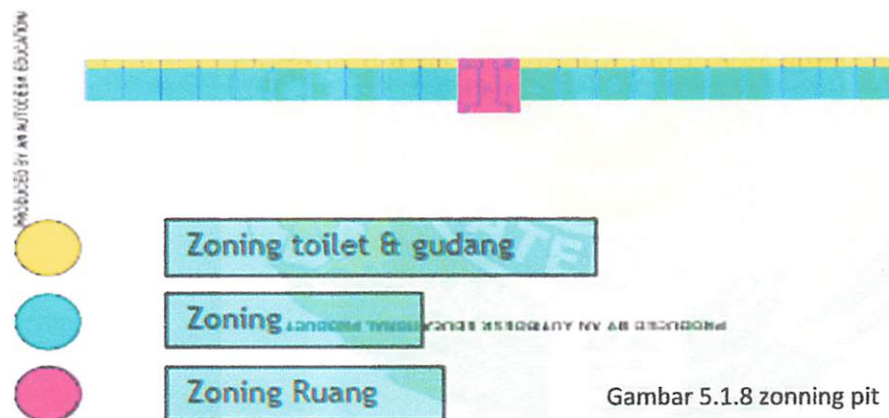 PRODUCED BY AN AUTODESK EDUCATION
Zoning toilet & gudang
Zoning
PRODUCED BY AN AUTODESK EDUCATIONAL PRODUCT
Zoning Ruang
Gambar 5.1.8 zonning pit